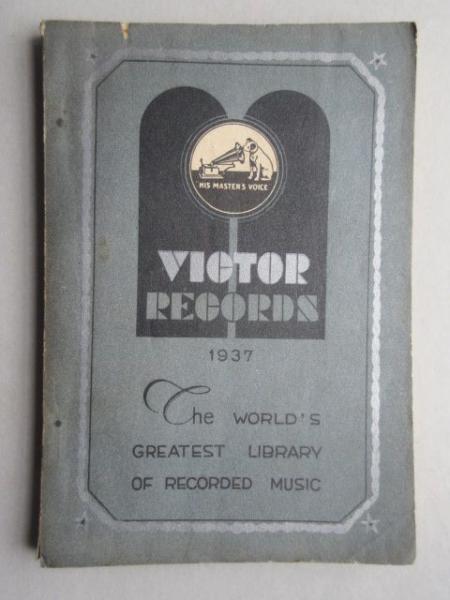 HIS MASTER'S VOICE
VICTOR
RECORDS
1937
The WORLD'S
GREATEST LIBRARY
OF RECORDED MUSIC